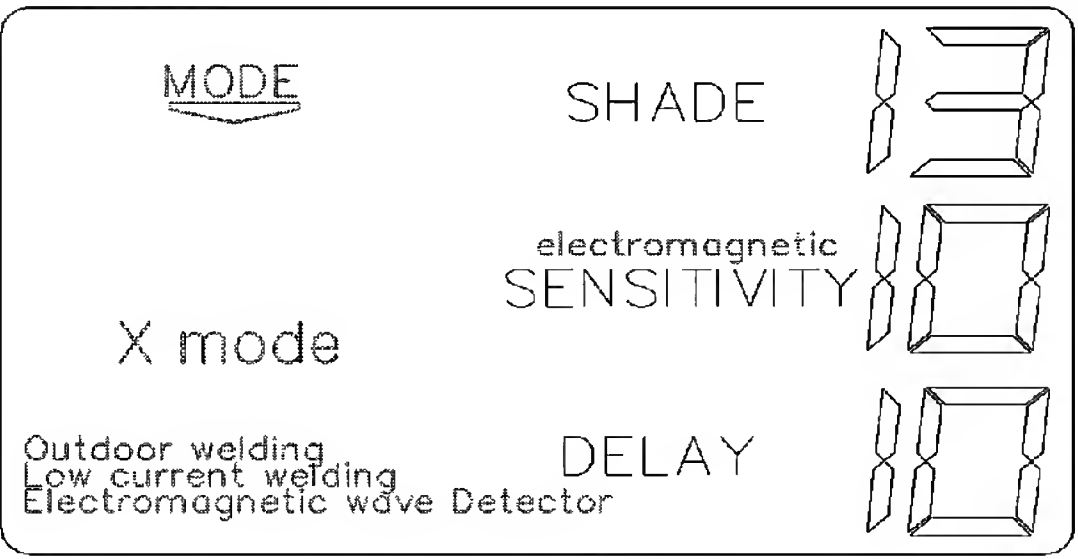 MODE
SHADE 13
electromagnetic
SENSITIVITY 10
X mode
DELAY 10
Outdoor welding
Low current welding
Electromagnetic wave Detector